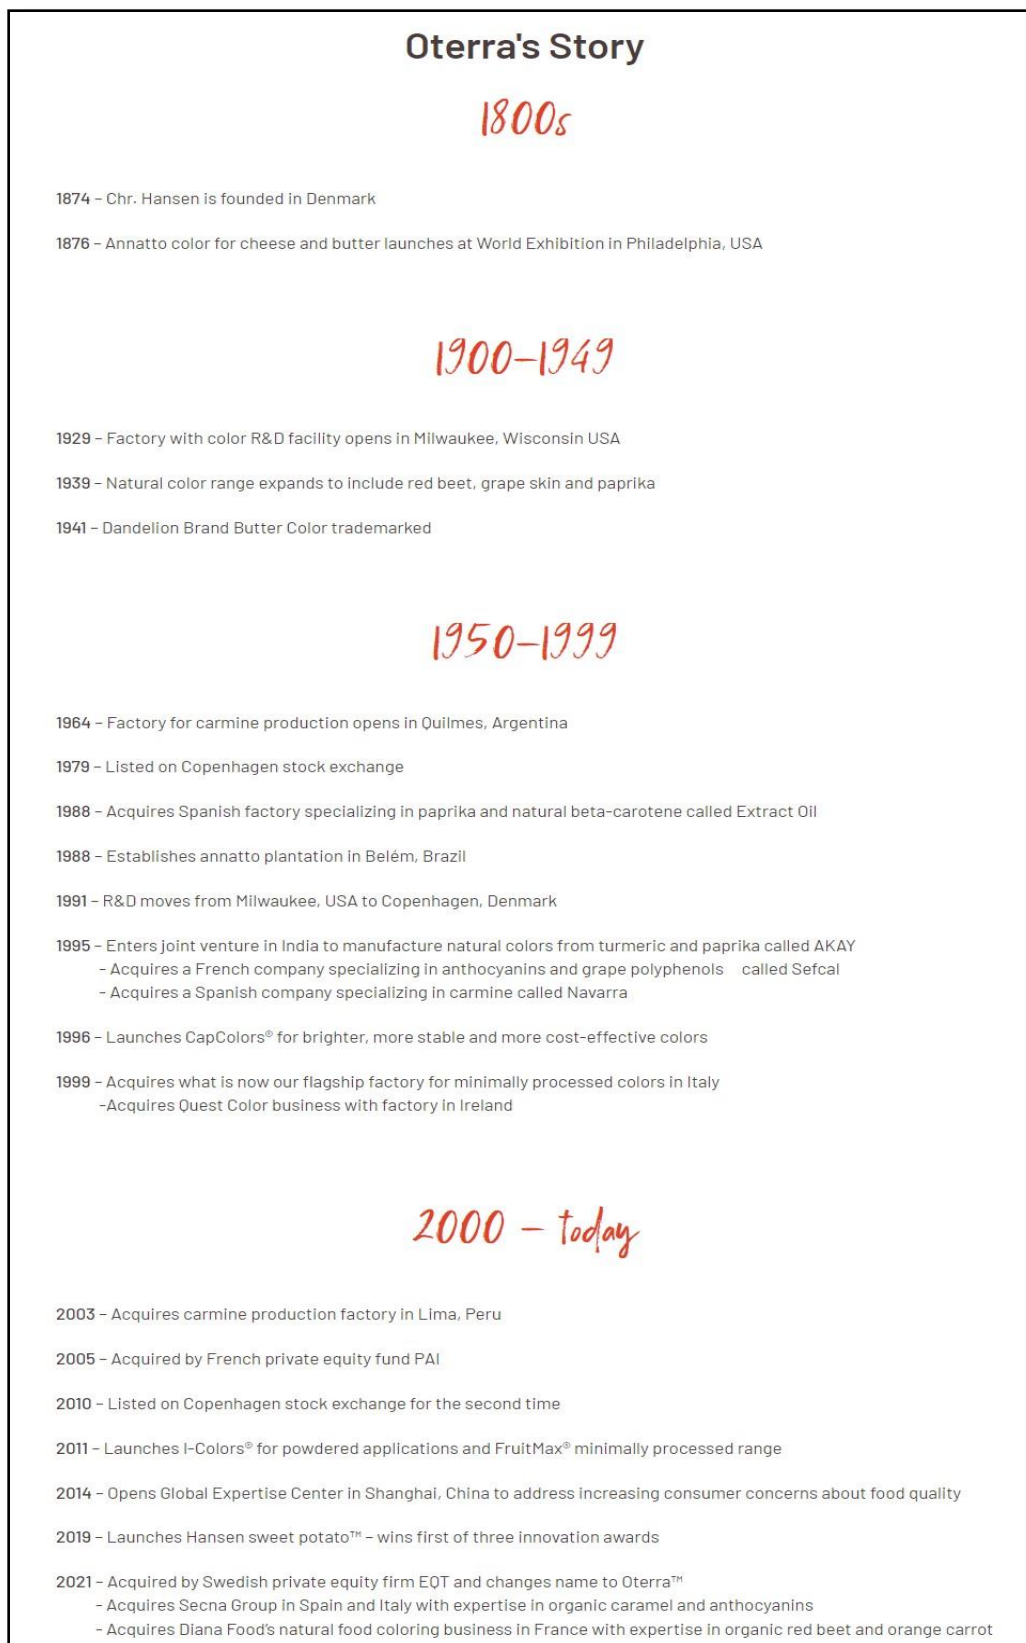 Oterra's Story
1800s
1874 – Chr. Hansen is founded in Denmark
1876 – Annatto color for cheese and butter launches at World Exhibition in Philadelphia, USA
1900–1949
1929 – Factory with color R&D facility opens in Milwaukee, Wisconsin USA
1939 – Natural color range expands to include red beet, grape skin and paprika
1941 – Dandelion Brand Butter Color trademarked
1950–1999
1964 – Factory for carmine production opens in Quilmes, Argentina
1979 – Listed on Copenhagen stock exchange
1988 – Acquires Spanish factory specializing in paprika and natural beta-carotene called Extract Oil
1988 – Establishes annatto plantation in Belém, Brazil
1991 – R&D moves from Milwaukee, USA to Copenhagen, Denmark
1995 – Enters joint venture in India to manufacture natural colors from turmeric and paprika called AKAY
- Acquires a French company specializing in anthocyanins and grape polyphenols called Sefcal
- Acquires a Spanish company specializing in carmine called Navarra
1996 – Launches CapColors® for brighter, more stable and more cost-effective colors
1999 – Acquires what is now our flagship factory for minimally processed colors in Italy
-Acquires Quest Color business with factory in Ireland
2000 – today
2003 – Acquires carmine production factory in Lima, Peru
2005 – Acquired by French private equity fund PAI
2010 – Listed on Copenhagen stock exchange for the second time
2011 – Launches I-Colors® for powdered applications and FruitMax® minimally processed range
2014 – Opens Global Expertise Center in Shanghai, China to address increasing consumer concerns about food quality
2019 – Launches Hansen sweet potato™ – wins first of three innovation awards
2021 – Acquired by Swedish private equity firm EQT and changes name to Oterra™
- Acquires Secna Group in Spain and Italy with expertise in organic caramel and anthocyanins
- Acquires Diana Food's natural food coloring business in France with expertise in organic red beet and orange carrot